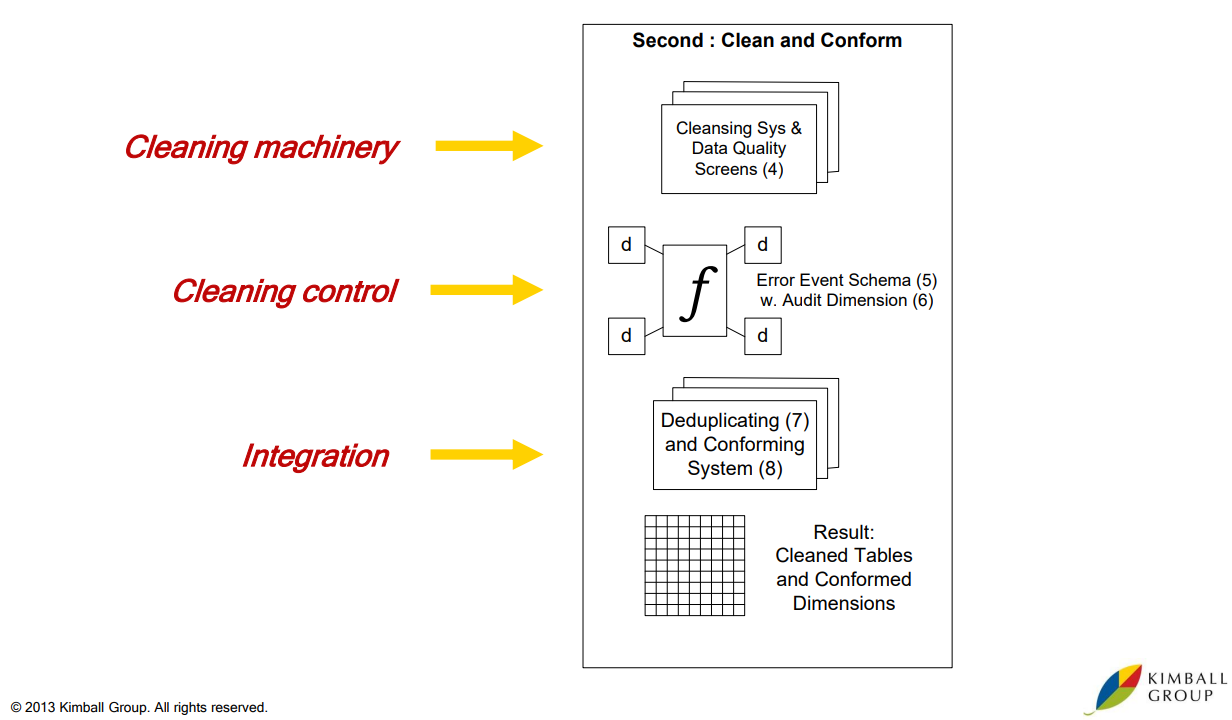 Second : Clean and Conform
Cleaning machinery
Cleansing Sys &
Data Quality
Screens (4)
Cleaning control
d
d
f
d
d
Error Event Schema (5)
w. Audit Dimension (6)
Integration
Deduplicating (7)
and Conforming
System (8)
Result:
Cleaned Tables
and Conformed
Dimensions
© 2013 Kimball Group. All rights reserved.
KIMBALL
GROUP